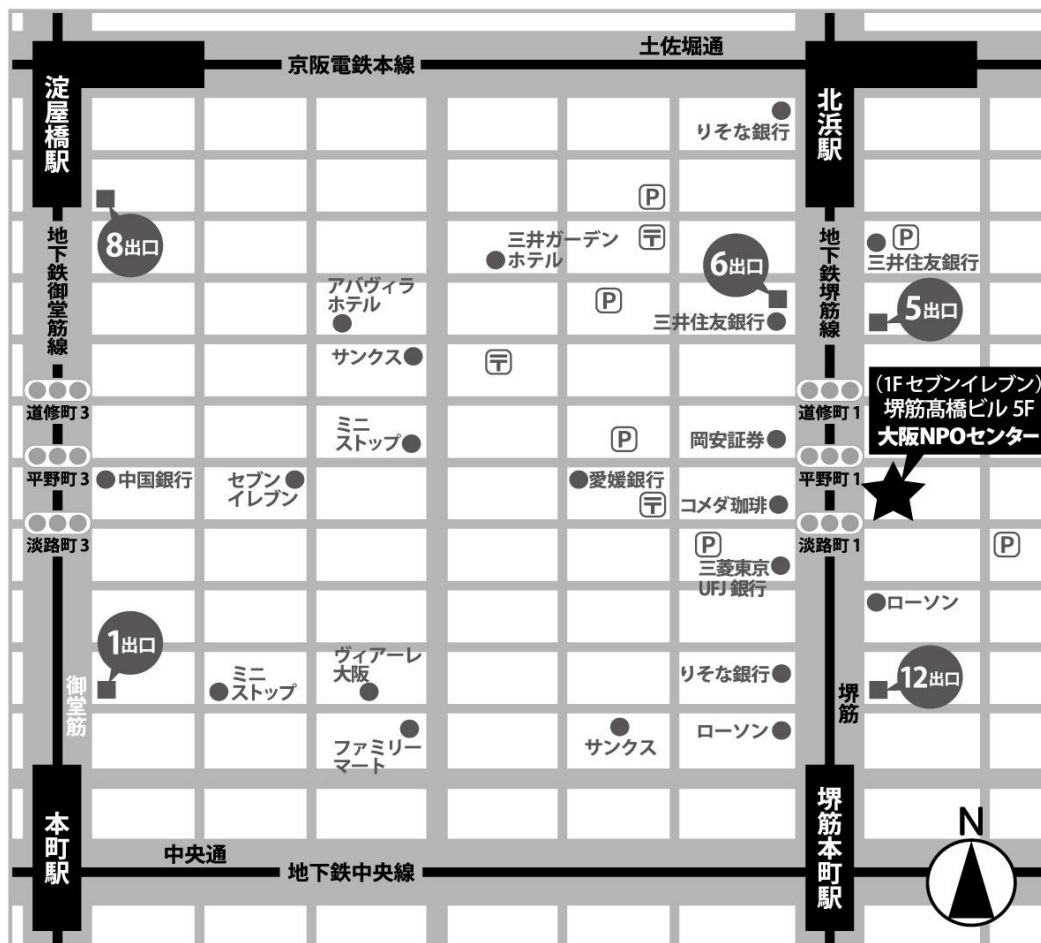 土佐堀通
京阪電鉄本線
淀屋橋駅
北浜駅
りそな銀行
P
8出口
地下鉄御堂筋線
三井ガーデン
ホテル
〒
6出口
地下鉄堺筋線
P
三井住友銀行
アパヴィラ
ホテル
P
三井住友銀行
5出口
サンクス
〒
(1F セブンイレブン)
堺筋髙橋ビル 5F
大阪NPOセンター
道修町 3
道修町 1
ミニ
ストップ
P
岡安証券
平野町 3
中国銀行
セブン
イレブン
愛媛銀行
平野町 1
〒
コメダ珈琲
淡路町 3
淡路町 1
P
三菱東京
UFJ 銀行
P
ローソン
1出口
御堂筋
ミニ
ストップ
ヴィアーレ
大阪
りそな銀行
堺筋
12出口
ファミリー
マート
サンクス
ローソン
本町駅
堺筋本町駅
中央通
地下鉄中央線
N